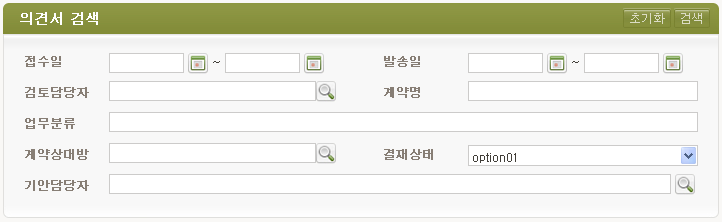 의견서 검색 초기화 검색
접수일 ~ 발송일 ~
검토담당자 계약명
업무분류
계약상대방 결재상태 option01
기안담당자